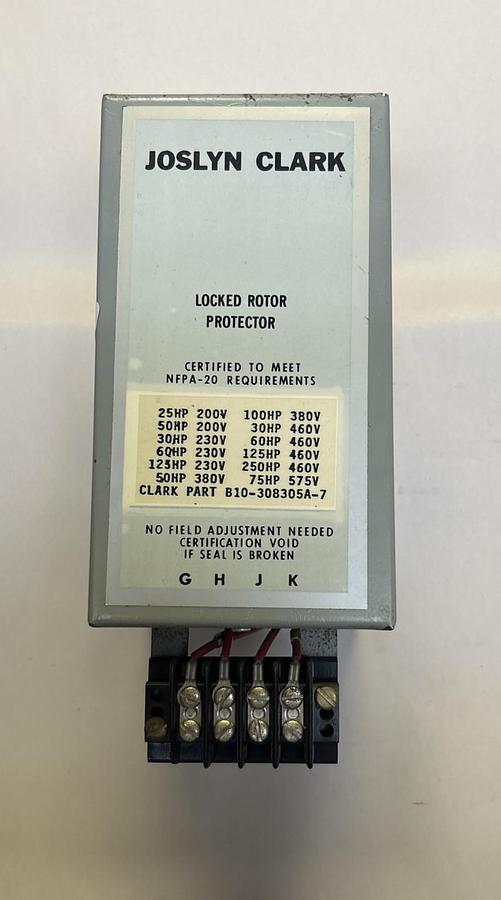 JOSLYN CLARK
LOCKED ROTOR
PROTECTOR
CERTIFIED TO MEET
NFPA-20 REQUIREMENTS
25HP 200V 100HP 380V
50HP 200V 30HP 460V
30HP 230V 60HP 460V
60HP 230V 125HP 460V
125HP 230V 250HP 460V
50HP 380V 75HP 575V
CLARK PART B10-308305A-7
NO FIELD ADJUSTMENT NEEDED
CERTIFICATION VOID
IF SEAL IS BROKEN
G H J K